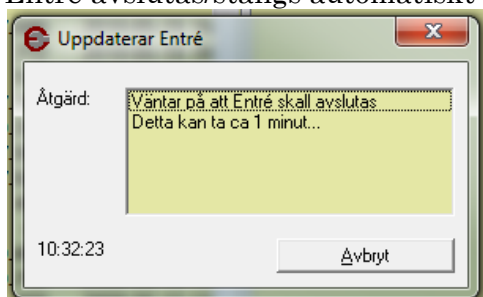 Entré avslutas/stängs automatiskt
Uppdaterar Entré
Åtgärd:
Väntar på att Entré skall avslutas
Detta kan ta ca 1 minut...
10:32:23
Avbryt